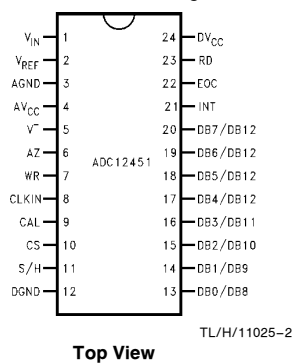 V_IN 1 24 DV_CC
V_REF 2 23 RD
AGND 3 22 EOC
AV_CC 4 21 INT
V⁻ 5 20 DB7/DB12
AZ 6 19 DB6/DB12
ADC12451
WR 7 18 DB5/DB12
CLKIN 8 17 DB4/DB12
CAL 9 16 DB3/DB11
CS 10 15 DB2/DB10
S/H 11 14 DB1/DB9
DGND 12 13 DB0/DB8
TL/H/11025–2
Top View